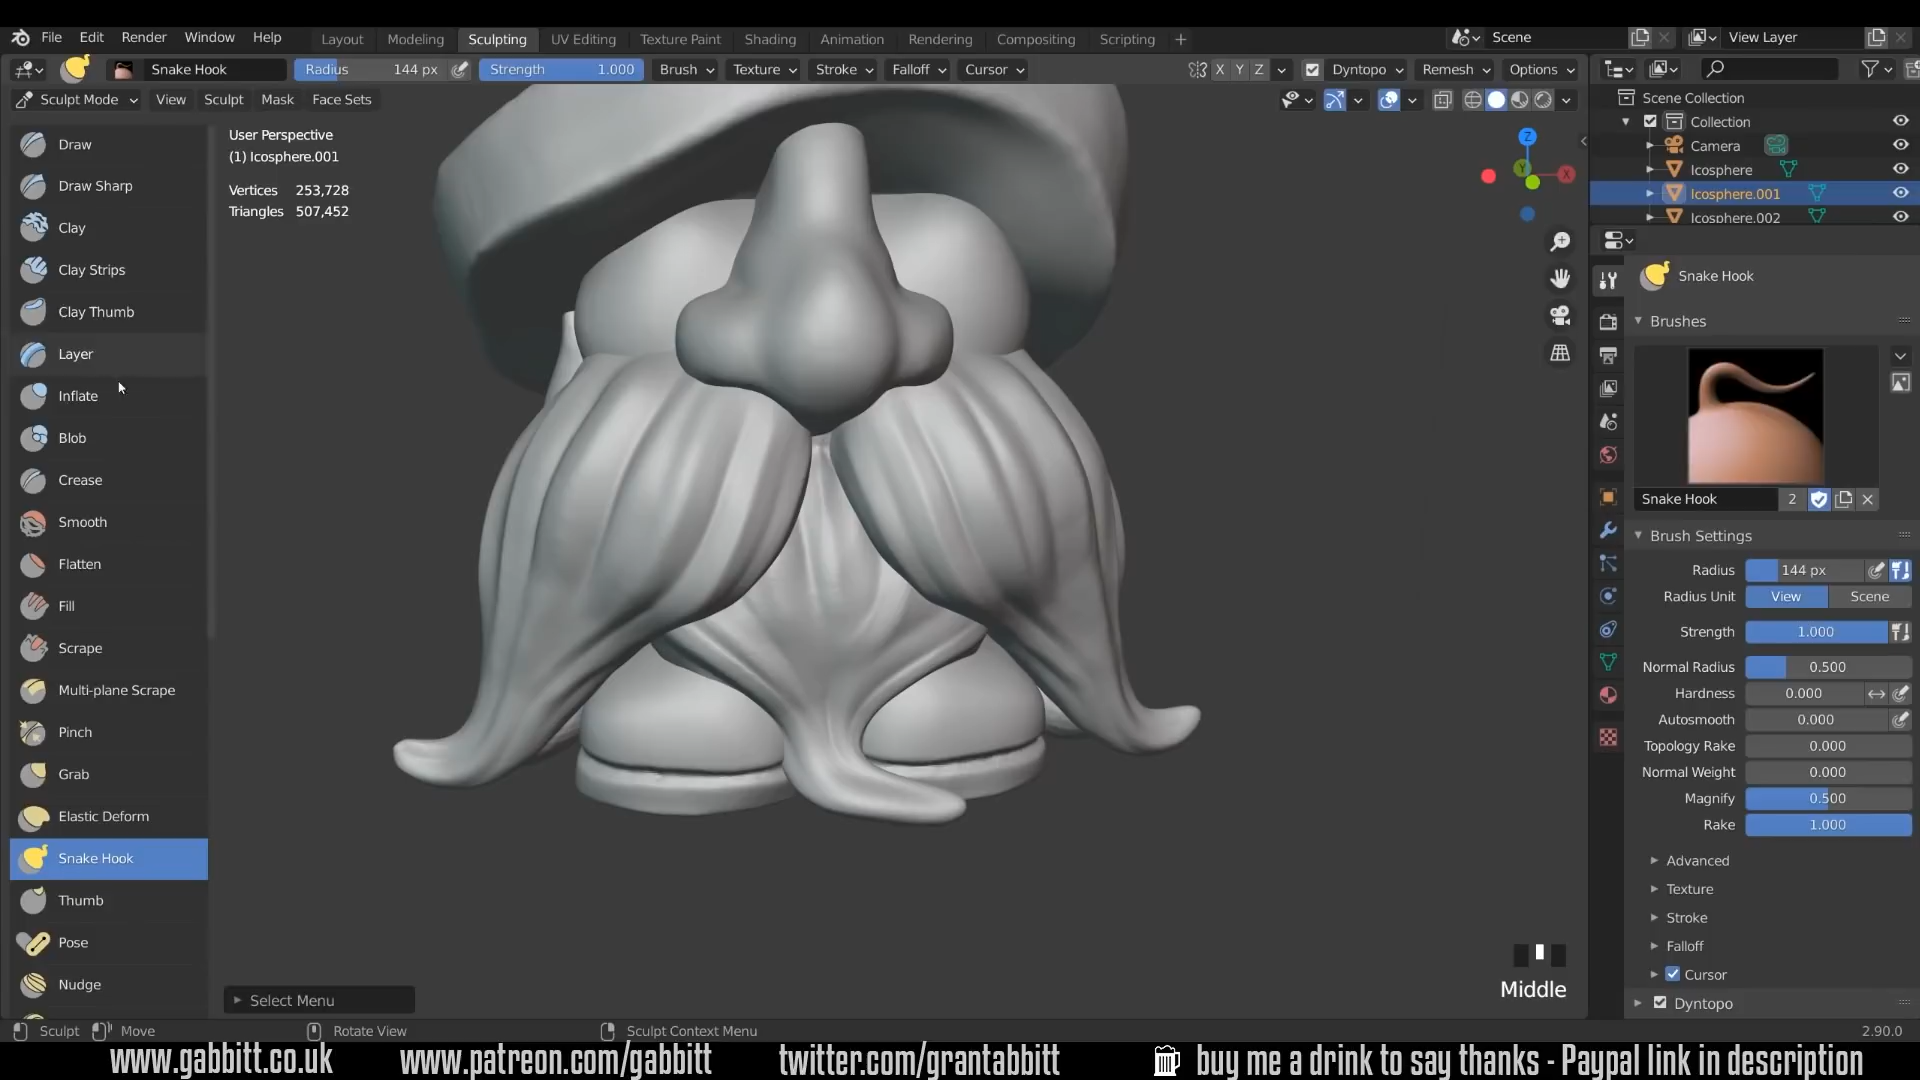 File Edit Render Window Help Layout Modeling Sculpting UV Editing Texture Paint Shading Animation Rendering Compositing Scripting + Scene View Layer
Snake Hook Radius 144 px Strength 1.000 Brush Texture Stroke Falloff Cursor X Y Z Dyntopo Remesh Options
Sculpt Mode View Sculpt Mask Face Sets
Draw
Draw Sharp
Clay
Clay Strips
Clay Thumb
Layer
Inflate
Blob
Crease
Smooth
Flatten
Fill
Scrape
Multi-plane Scrape
Pinch
Grab
Elastic Deform
Snake Hook
Thumb
Pose
Nudge
User Perspective
(1) Icosphere.001
Vertices 253,728
Triangles 507,452
Z
Y
X
Select Menu
Middle
Scene Collection
Collection
Camera
Icosphere
Icosphere.001
Icosphere.002
Snake Hook
Brushes
Snake Hook 2
Brush Settings
Radius 144 px
Radius Unit View Scene
Strength 1.000
Normal Radius 0.500
Hardness 0.000
Autosmooth 0.000
Topology Rake 0.000
Normal Weight 0.000
Magnify 0.500
Rake 1.000
Advanced
Texture
Stroke
Falloff
Cursor
Dyntopo
Sculpt Move Rotate View Sculpt Context Menu 2.90.0
www.gabbitt.co.uk www.patreon.com/gabbitt twitter.com/grantabbitt buy me a drink to say thanks - Paypal link in description